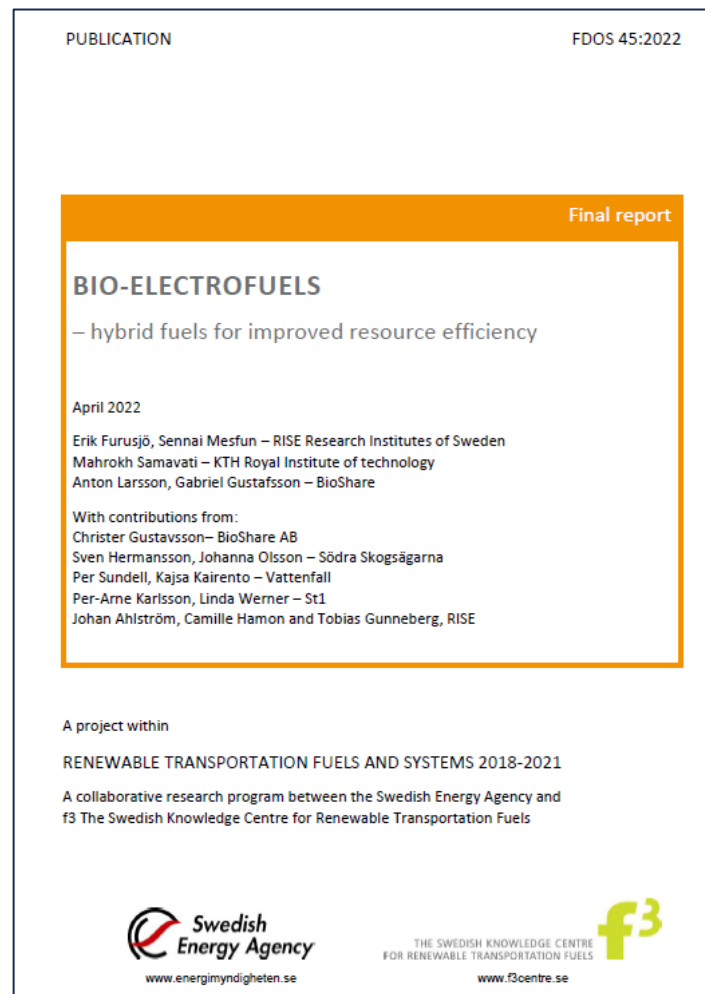 PUBLICATION FDOS 45:2022
Final report
BIO-ELECTROFUELS
– hybrid fuels for improved resource efficiency
April 2022
Erik Furusjö, Sennai Mesfun – RISE Research Institutes of Sweden
Mahrokh Samavati – KTH Royal Institute of technology
Anton Larsson, Gabriel Gustafsson – BioShare
With contributions from:
Christer Gustavsson– BioShare AB
Sven Hermansson, Johanna Olsson – Södra Skogsägarna
Per Sundell, Kajsa Kairento – Vattenfall
Per-Arne Karlsson, Linda Werner – St1
Johan Ahlström, Camille Hamon and Tobias Gunneberg, RISE
A project within
RENEWABLE TRANSPORTATION FUELS AND SYSTEMS 2018-2021
A collaborative research program between the Swedish Energy Agency and
f3 The Swedish Knowledge Centre for Renewable Transportation Fuels
Swedish
Energy Agency
www.energimyndigheten.se
THE SWEDISH KNOWLEDGE CENTRE
FOR RENEWABLE TRANSPORTATION FUELS
f3
www.f3centre.se